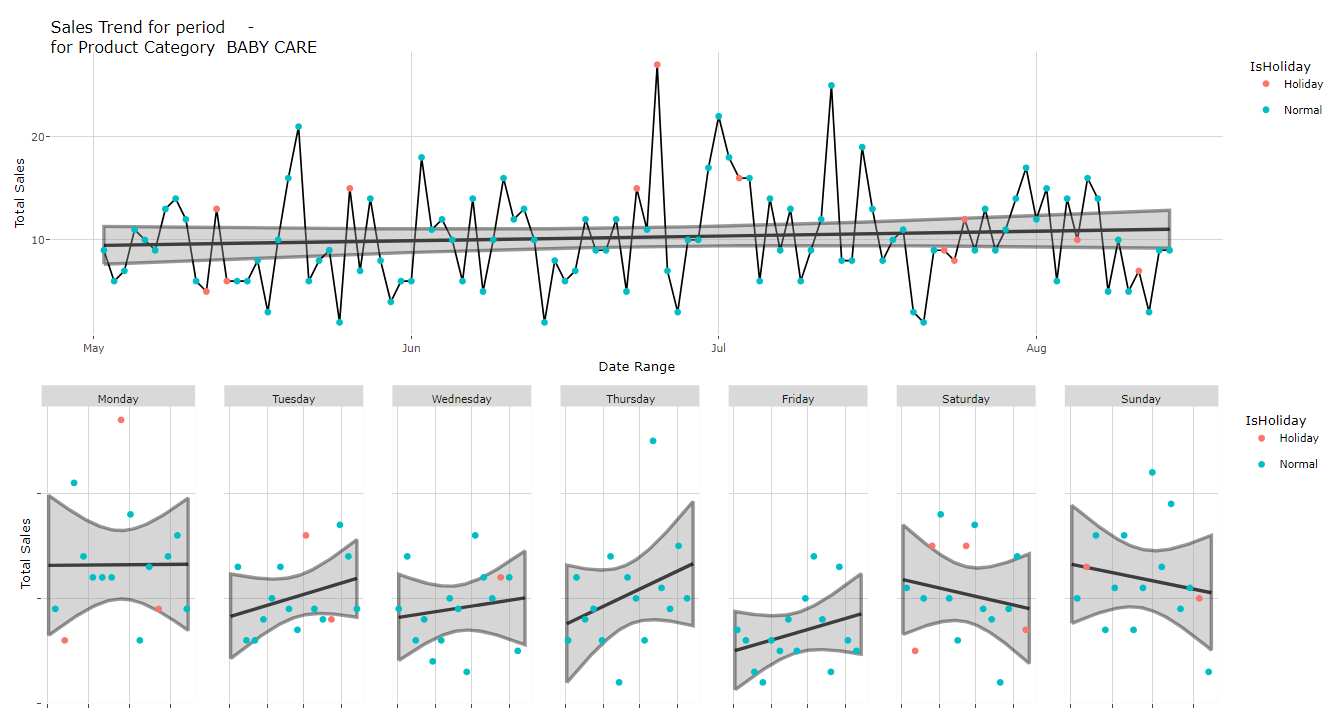 Sales Trend for period -
for Product Category BABY CARE
IsHoliday
Holiday
Normal
Total Sales
20
10
May Jun Jul Aug
Date Range
Monday Tuesday Wednesday Thursday Friday Saturday Sunday
IsHoliday
Holiday
Normal
Total Sales